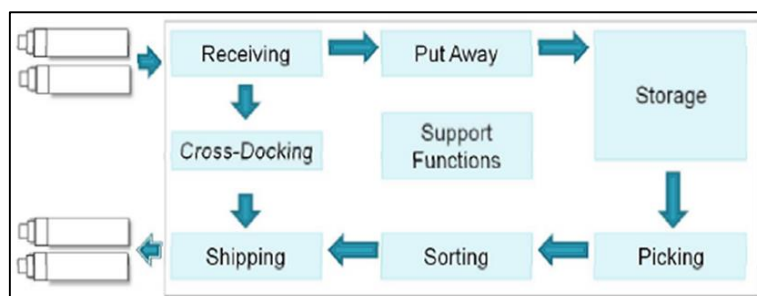 Receiving
Put Away
Storage
Cross-Docking
Support
Functions
Shipping
Sorting
Picking